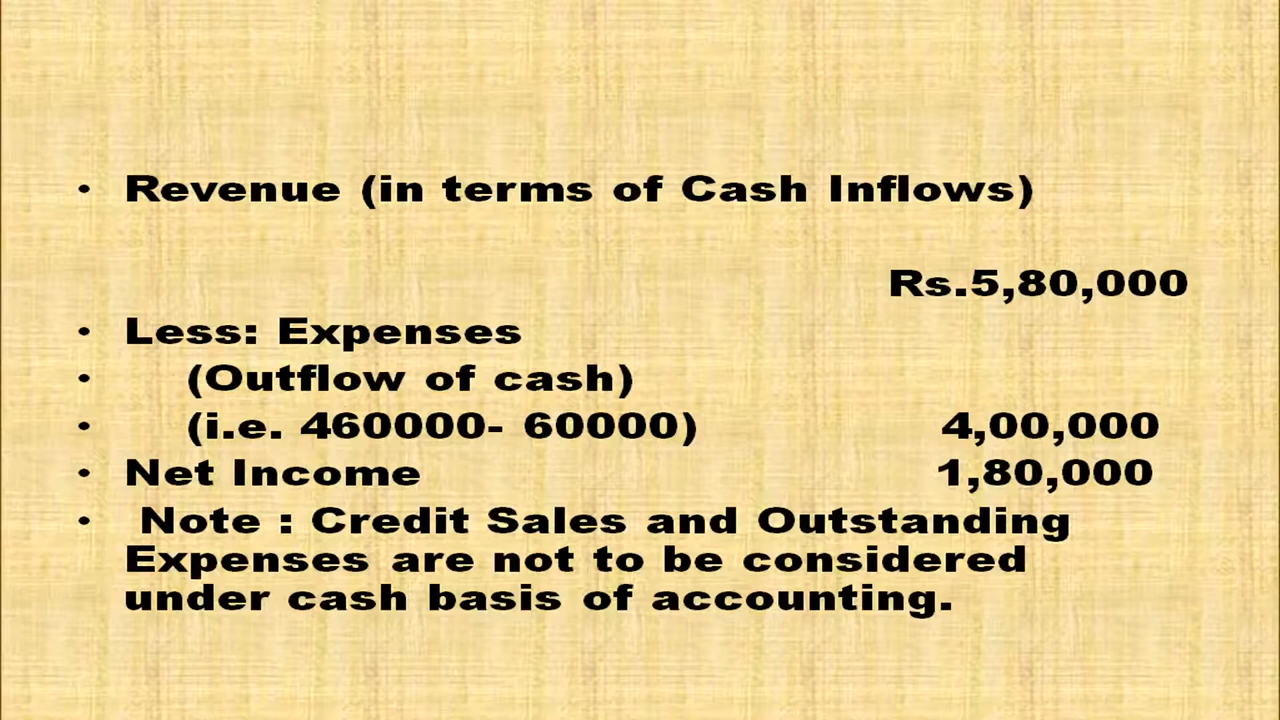 • Revenue (in terms of Cash Inflows)
Rs.5,80,000
• Less: Expenses
• (Outflow of cash)
• (i.e. 460000- 60000) 4,00,000
• Net Income 1,80,000
• Note : Credit Sales and Outstanding
Expenses are not to be considered
under cash basis of accounting.